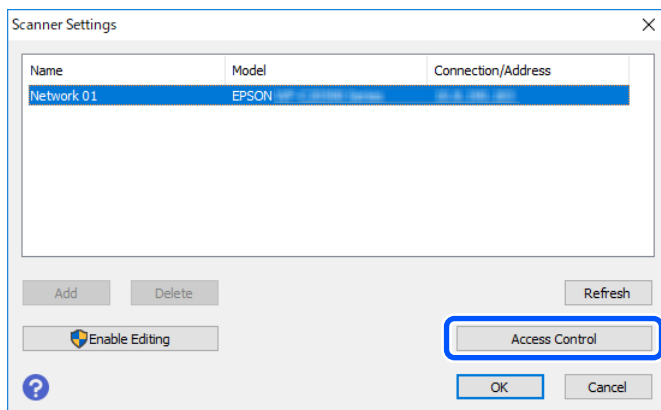 Scanner Settings
Name Model Connection/Address
Network 01 EPSON
Add Delete Refresh
Enable Editing Access Control
OK Cancel